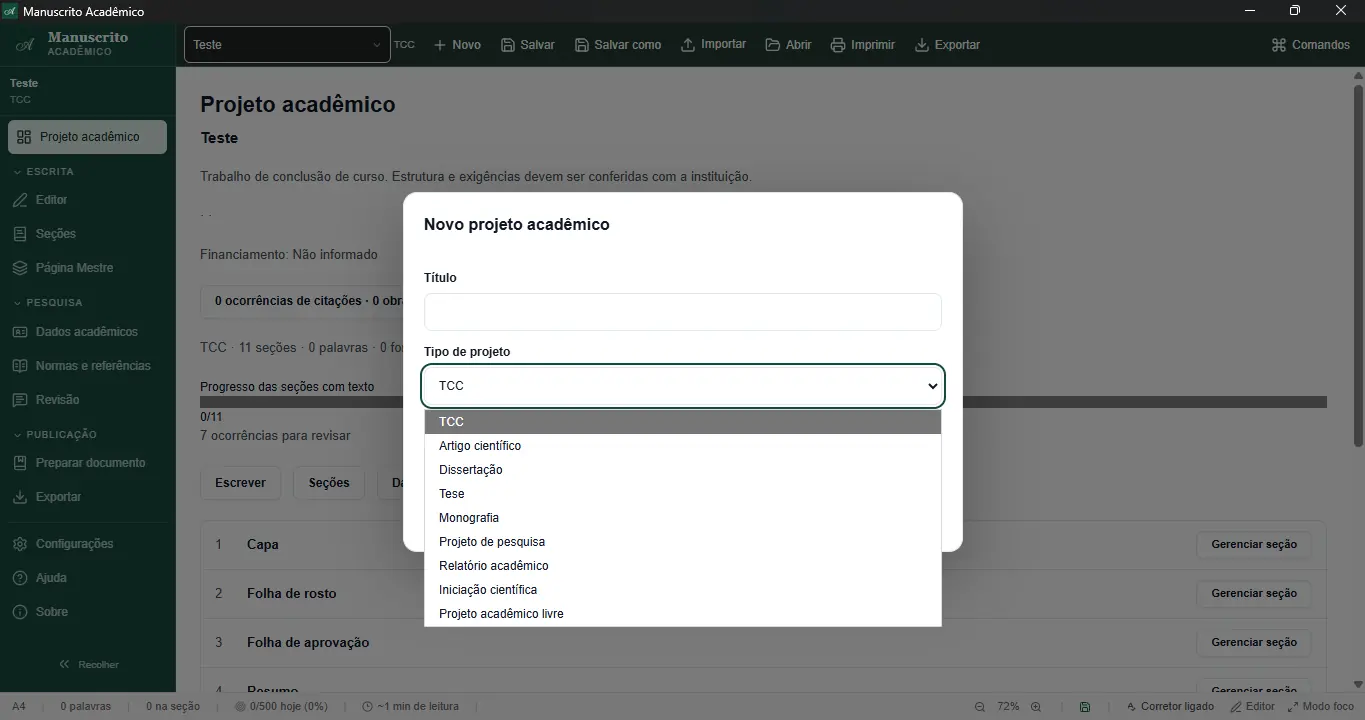 Manuscrito Acadêmico
Manuscrito
ACADÊMICO
Teste
TCC
Novo
Salvar
Salvar como
Importar
Abrir
Imprimir
Exportar
Comandos
Teste
TCC
Projeto acadêmico
ESCRITA
Editor
Seções
Página Mestre
PESQUISA
Dados acadêmicos
Normas e referências
Revisão
PUBLICAÇÃO
Preparar documento
Exportar
Configurações
Ajuda
Sobre
Recolher
Projeto acadêmico
Teste
Trabalho de conclusão de curso. Estrutura e exigências devem ser conferidas com a instituição.
· ·
Financiamento: Não informado
0 ocorrências de citações · 0
TCC · 11 seções · 0 palavras · 0
Progresso das seções com texto
0/11
7 ocorrências para revisar
Escrever
Seções
1 Capa Gerenciar seção
2 Folha de rosto Gerenciar seção
3 Folha de aprovação Gerenciar seção
4 Resumo Gerenciar seção
Novo projeto acadêmico
Título
Tipo de projeto
TCC
TCC
Artigo científico
Dissertação
Tese
Monografia
Projeto de pesquisa
Relatório acadêmico
Iniciação científica
Projeto acadêmico livre
A4
0 palavras
0 na seção
0/500 hoje (0%)
~1 min de leitura
72%
Corretor ligado
Editor
Modo foco